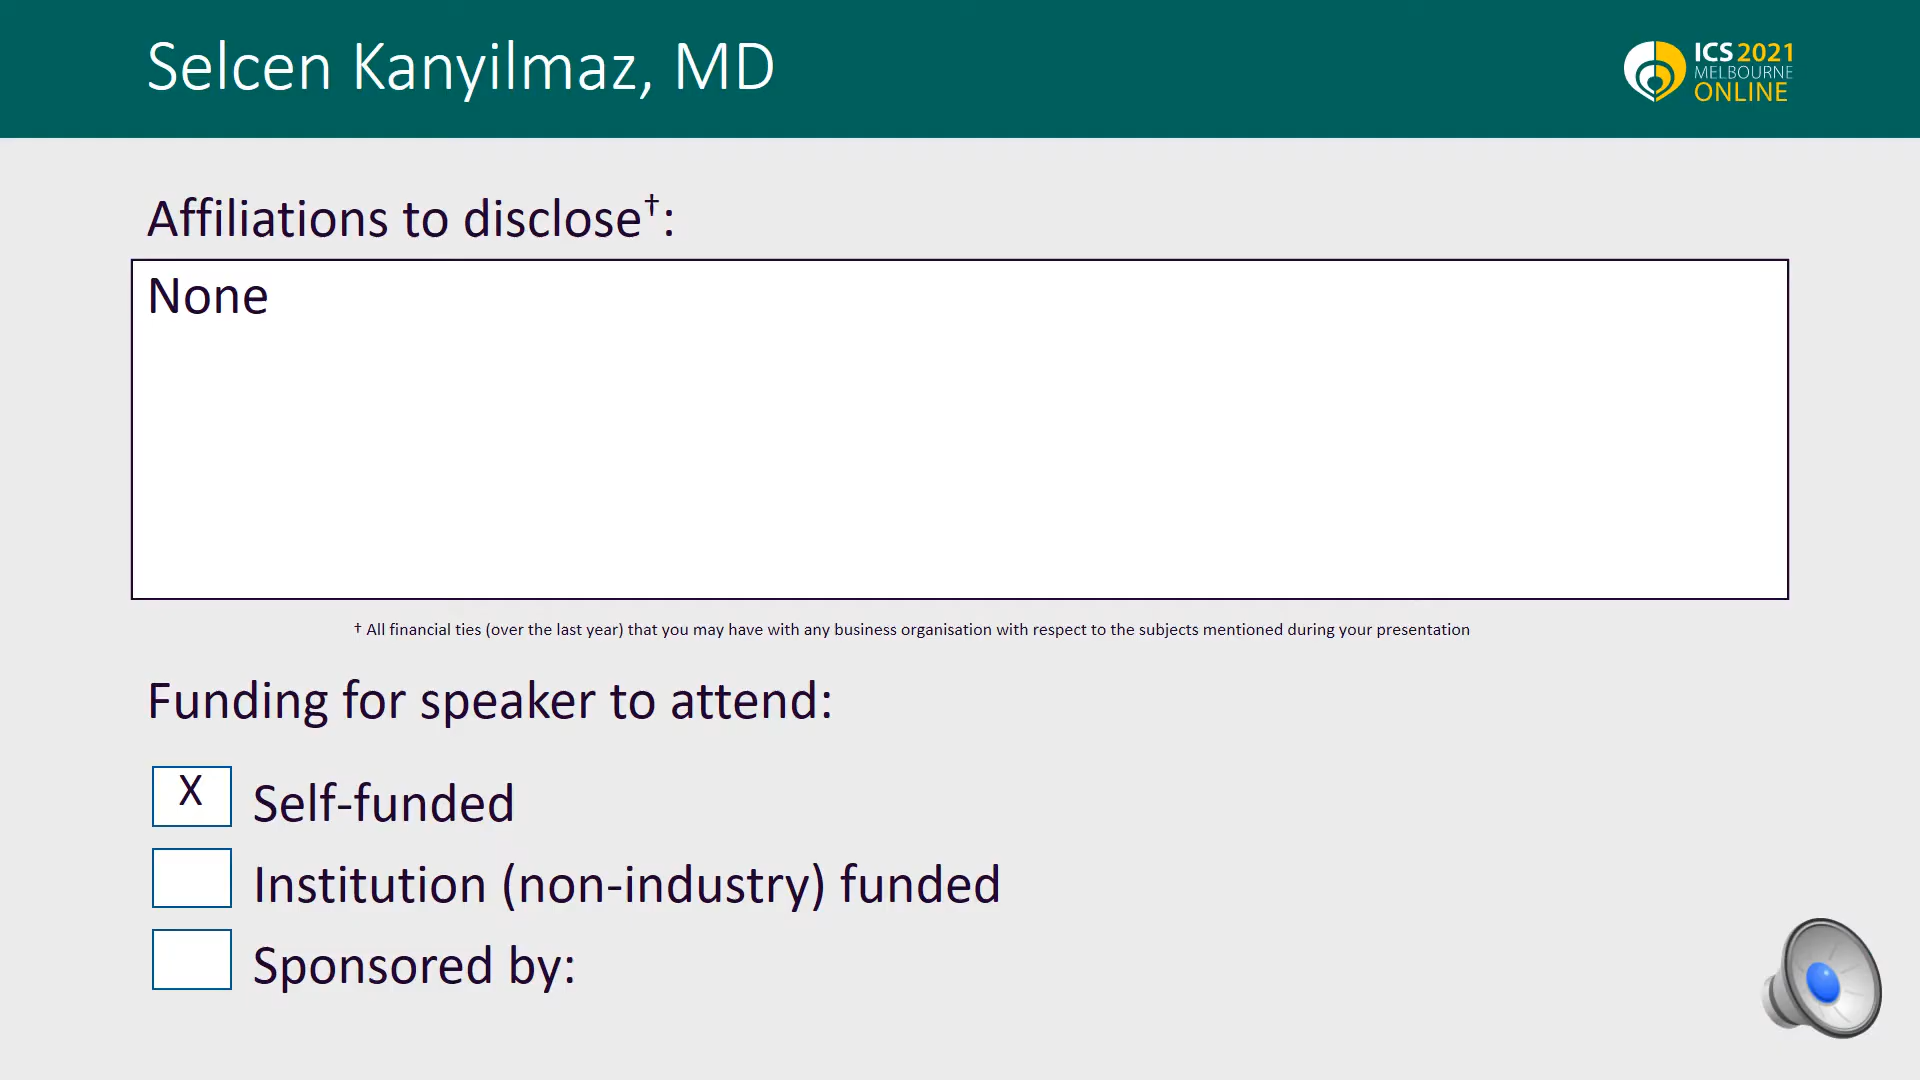 Selcen Kanyilmaz, MD
ICS 2021
MELBOURNE
ONLINE
Affiliations to disclose†:
None
† All financial ties (over the last year) that you may have with any business organisation with respect to the subjects mentioned during your presentation
Funding for speaker to attend:
X Self-funded
Institution (non-industry) funded
Sponsored by: